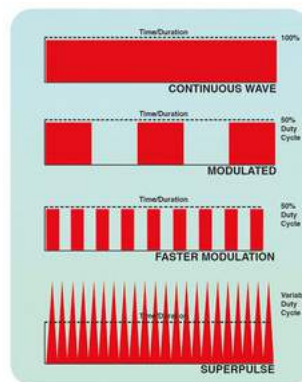 Time/Duration
100%
CONTINUOUS WAVE
Time/Duration
50%
Duty
Cycle
MODULATED
Time/Duration
50%
Duty
Cycle
FASTER MODULATION
Variab
Duty
Cycle
Time/Duration
SUPERPULSE